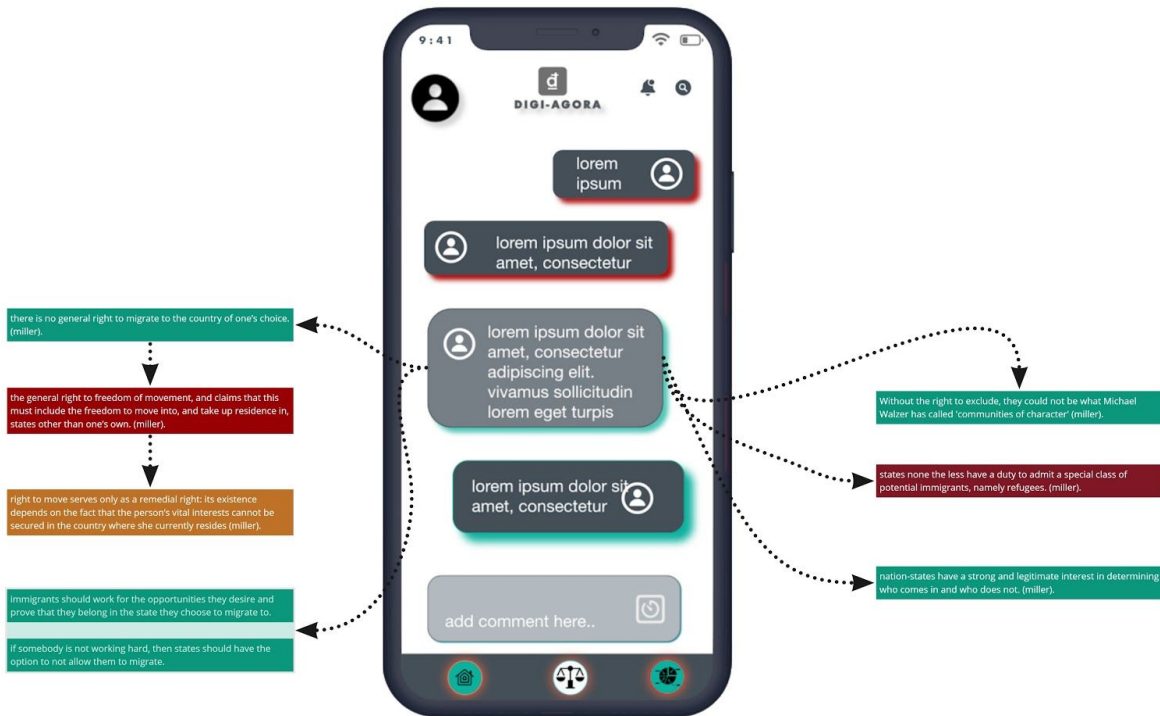 9:41
DIGI-AGORA
lorem
ipsum
lorem ipsum dolor sit
amet, consectetur
lorem ipsum dolor sit
amet, consectetur
adipiscing elit.
vivamus sollicitudin
lorem eget turpis
lorem ipsum dolor sit
amet, consectetur
add comment here..
there is no general right to migrate to the country of one's choice.
(miller).
the general right to freedom of movement, and claims that this
must include the freedom to move into, and take up residence in,
states other than one's own. (miller).
right to move serves only as a remedial right: its existence
depends on the fact that the person's vital interests cannot be
secured in the country where she currently resides (miller).
immigrants should work for the opportunities they desire and
prove that they belong in the state they choose to migrate to.
if somebody is not working hard, then states should have the
option to not allow them to migrate.
Without the right to exclude, they could not be what Michael
Walzer has called 'communities of character' (miller).
states none the less have a duty to admit a special class of
potential immigrants, namely refugees. (miller).
nation-states have a strong and legitimate interest in determining
who comes in and who does not. (miller).